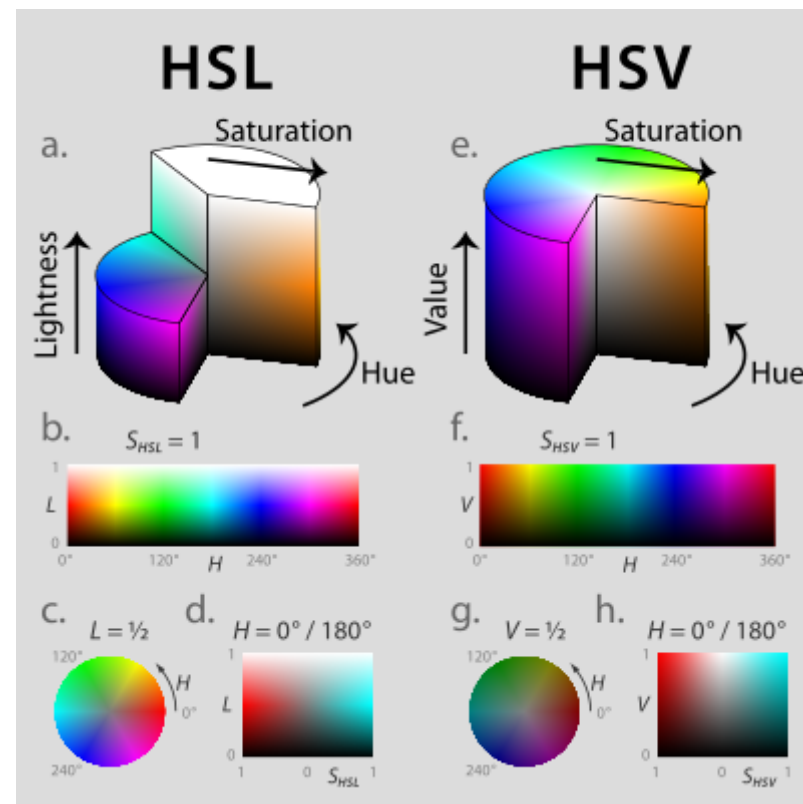 HSL
HSV
a.
Saturation
Lightness
Hue
e.
Saturation
Value
Hue
b.
S_HSL = 1
1
L
0
0°
120°
H
240°
360°
f.
S_HSV = 1
1
V
0
0°
120°
H
240°
360°
c.
L = ½
120°
H
0°
240°
d.
H = 0° / 180°
1
L
0
1
0
S_HSL
1
g.
V = ½
120°
H
0°
240°
h.
H = 0° / 180°
1
V
0
1
0
S_HSV
1